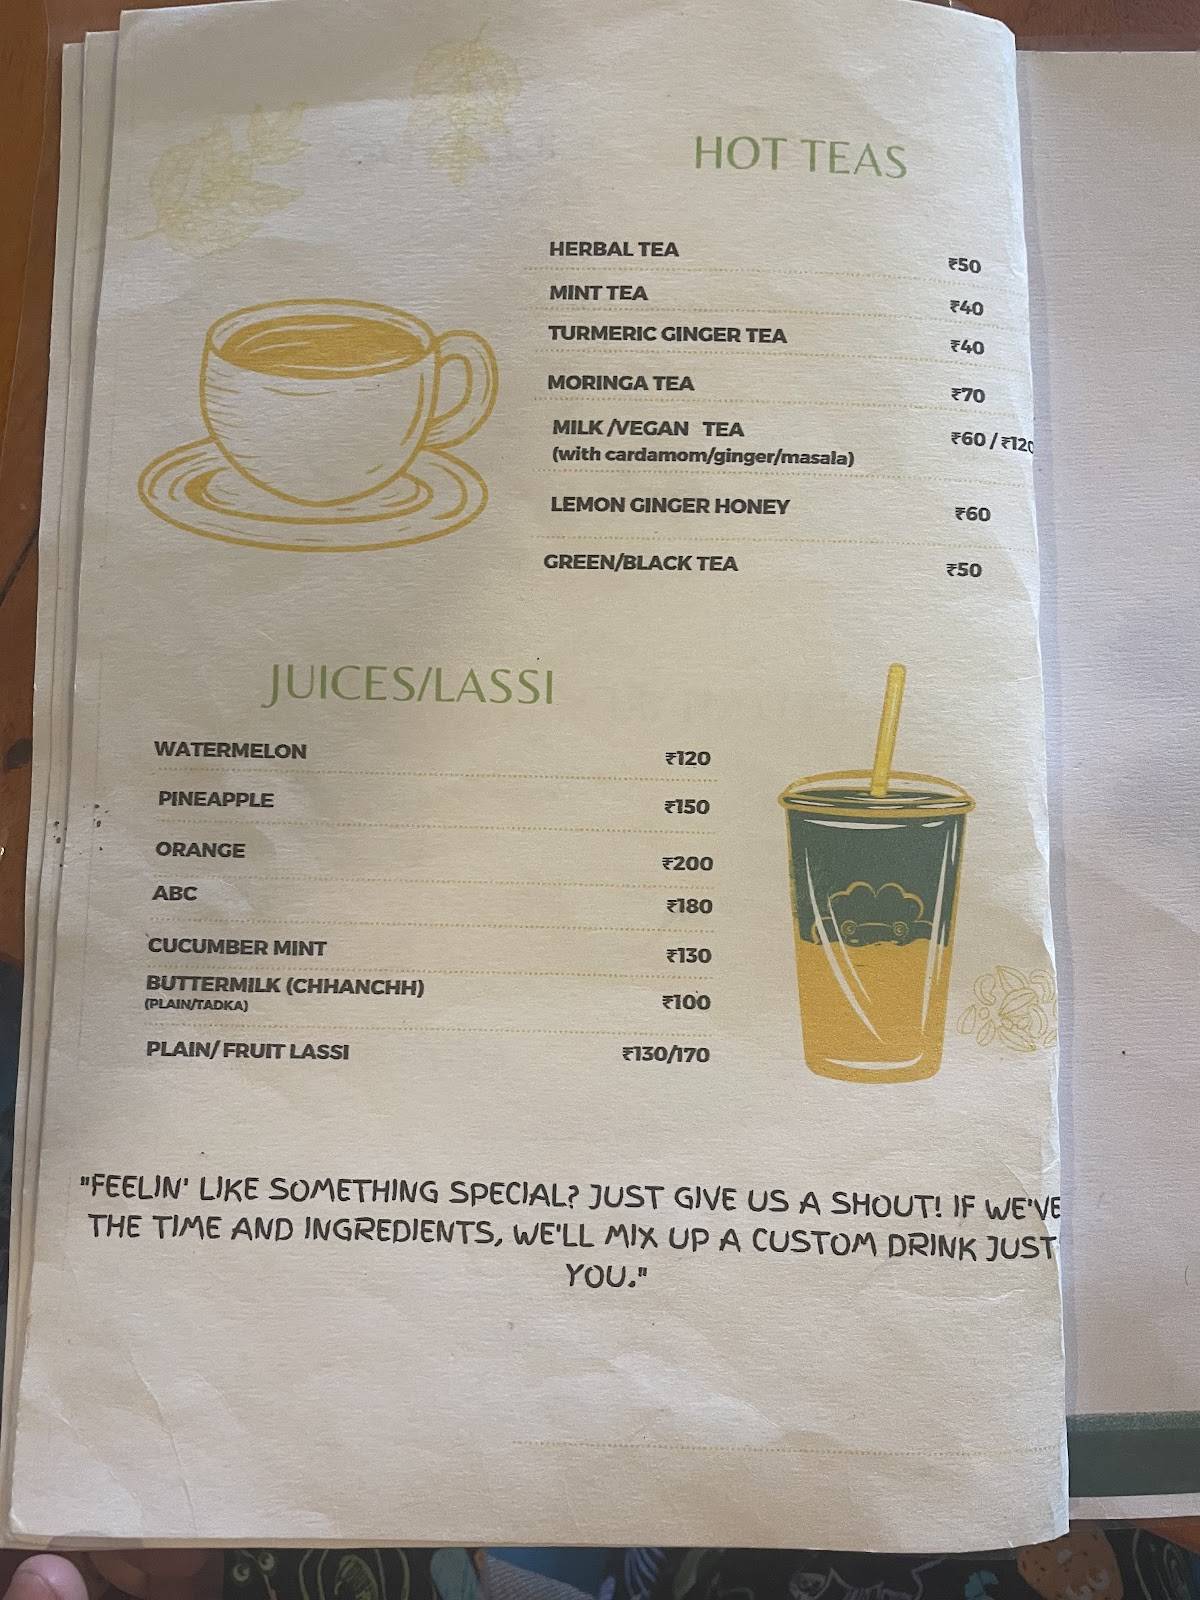 HOT TEAS
HERBAL TEA ₹50
MINT TEA ₹40
TURMERIC GINGER TEA ₹40
MORINGA TEA ₹70
MILK /VEGAN TEA ₹60 / ₹120
(with cardamom/ginger/masala)
LEMON GINGER HONEY ₹60
GREEN/BLACK TEA ₹50
JUICES/LASSI
WATERMELON ₹120
PINEAPPLE ₹150
ORANGE ₹200
ABC ₹180
CUCUMBER MINT ₹130
BUTTERMILK (CHHANCHH) ₹100
(PLAIN/TADKA)
PLAIN/ FRUIT LASSI ₹130/170
"FEELIN' LIKE SOMETHING SPECIAL? JUST GIVE US A SHOUT! IF WE'VE
THE TIME AND INGREDIENTS, WE'LL MIX UP A CUSTOM DRINK JUST
YOU."